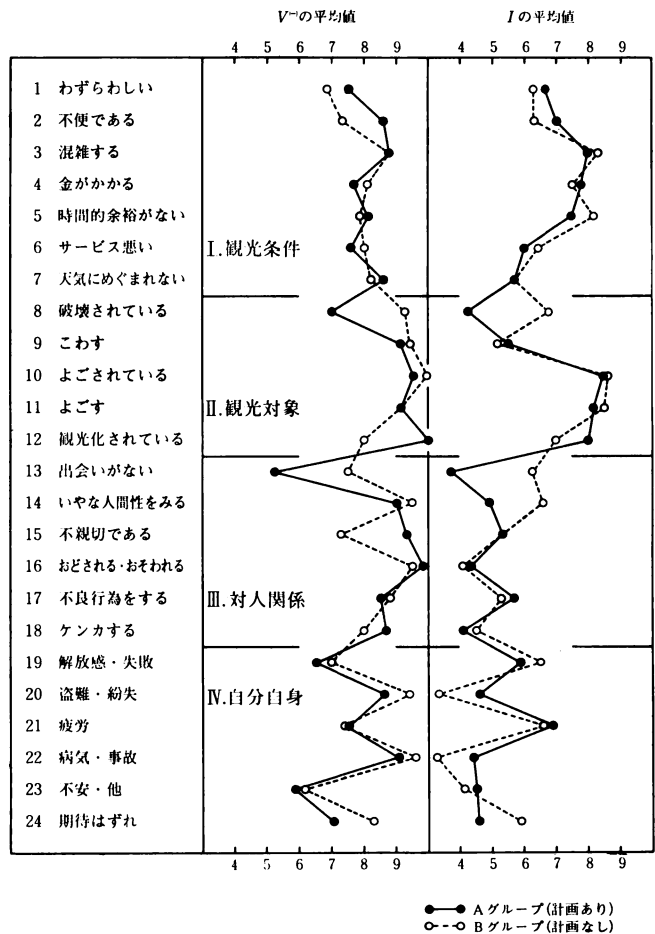 V(−)の平均値 Iの平均値
4 5 6 7 8 9 4 5 6 7 8 9
1 わずらわしい
2 不便である
3 混雑する
4 金がかかる
5 時間的余裕がない
6 サービス悪い
I.観光条件
7 天気にめぐまれない
8 破壊されている
9 こわす
10 よごされている
11 よごす
II.観光対象
12 観光化されている
13 出会いがない
14 いやな人間性をみる
15 不親切である
16 おどされる・おそわれる
17 不良行為をする
III.対人関係
18 ケンカする
19 解放感・失敗
20 盗難・紛失
IV.自分自身
21 疲労
22 病気・事故
23 不安・他
24 期待はずれ
4 5 6 7 8 9 4 5 6 7 8 9
Aグループ(計画あり)
Bグループ(計画なし)